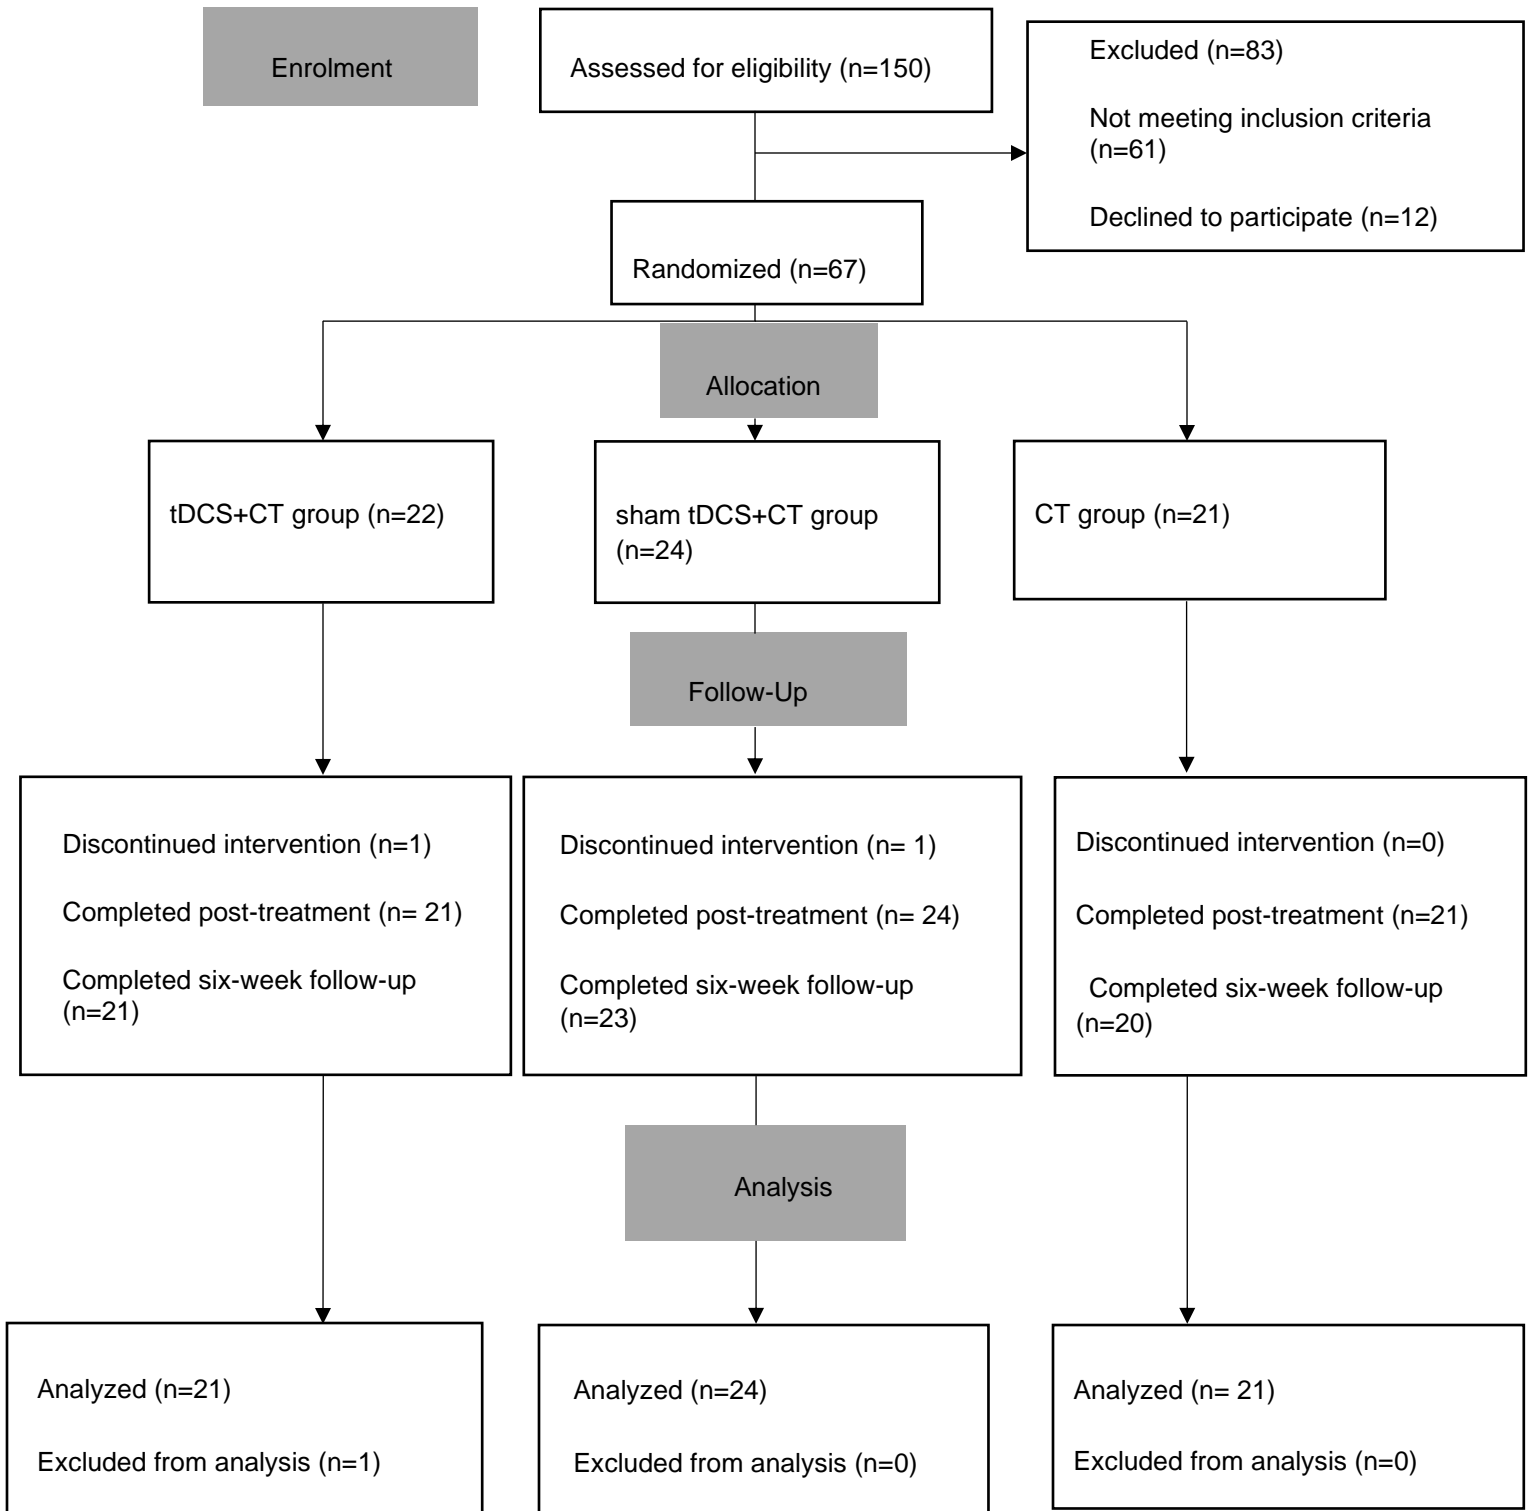 Enrolment
Assessed for eligibility (n=150)
Excluded (n=83)
Not meeting inclusion criteria
(n=61)
Declined to participate (n=12)
Randomized (n=67)
Allocation
tDCS+CT group (n=22)
sham tDCS+CT group
(n=24)
CT group (n=21)
Follow-Up
Discontinued intervention (n=1)
Completed post-treatment (n= 21)
Completed six-week follow-up
(n=21)
Discontinued intervention (n= 1)
Completed post-treatment (n= 24)
Completed six-week follow-up
(n=23)
Discontinued intervention (n=0)
Completed post-treatment (n=21)
Completed six-week follow-up
(n=20)
Analysis
Analyzed (n=21)
Excluded from analysis (n=1)
Analyzed (n=24)
Excluded from analysis (n=0)
Analyzed (n= 21)
Excluded from analysis (n=0)